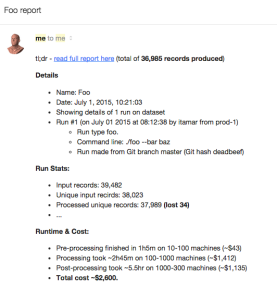 Foo report
me to me
tl;dr - read full report here (total of 36,985 records produced)
Details
Name: Foo
Date: July 1, 2015, 10:21:03
Showing details of 1 run on dataset
Run #1 (on July 01 2015 at 08:12:38 by itamar from prod-1)
Run type foo.
Command line: ./foo --bar baz
Run made from Git branch master (Git hash deadbeef)
Run Stats:
Input records: 39,482
Unique input recirds: 38,023
Processed unique records: 37,989 (lost 34)
...
Runtime & Cost:
Pre-processing finished in 1h5m on 10-100 machines (~$43)
Processing took ~2h45m on 100-1000 machines (~$1,412)
Post-processing took ~5.5hr on 1000-300 machines (~$1,135)
Total cost ~$2,600.